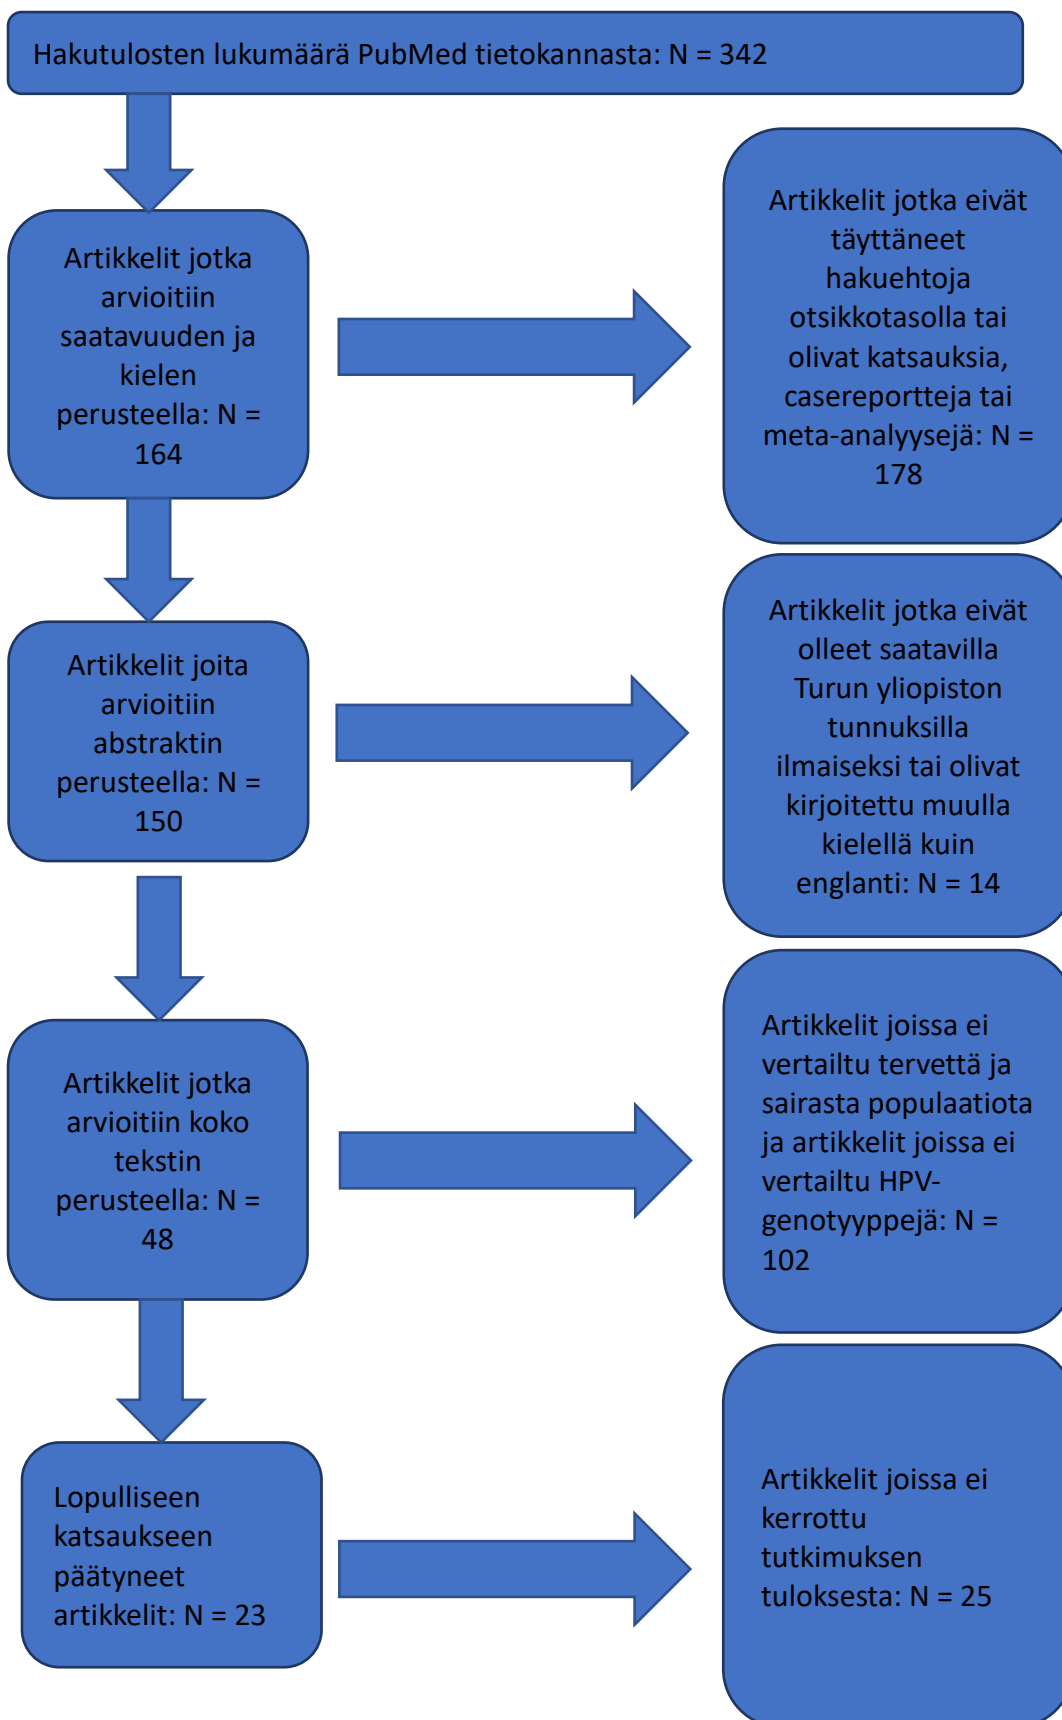 Hakutulosten lukumäärä PubMed tietokannasta: N = 342
Artikkelit jotka
arvioitiin
saatavuuden ja
kielen
perusteella: N =
164
Artikkelit jotka eivät
täyttäneet
hakuehtoja
otsikkotasolla tai
olivat katsauksia,
casereportteja tai
meta-analyysejä: N =
178
Artikkelit joita
arvioitiin
abstraktin
perusteella: N =
150
Artikkelit jotka eivät
olleet saatavilla
Turun yliopiston
tunnuksilla
ilmaiseksi tai olivat
kirjoitettu muulla
kielellä kuin
englanti: N = 14
Artikkelit jotka
arvioitiin koko
tekstin
perusteella: N =
48
Artikkelit joissa ei
vertailtu tervettä ja
sairasta populaatiota
ja artikkelit joissa ei
vertailtu HPV-
genotyyppejä: N =
102
Lopulliseen
katsaukseen
päätyneet
artikkelit: N = 23
Artikkelit joissa ei
kerrottu
tutkimuksen
tuloksesta: N = 25